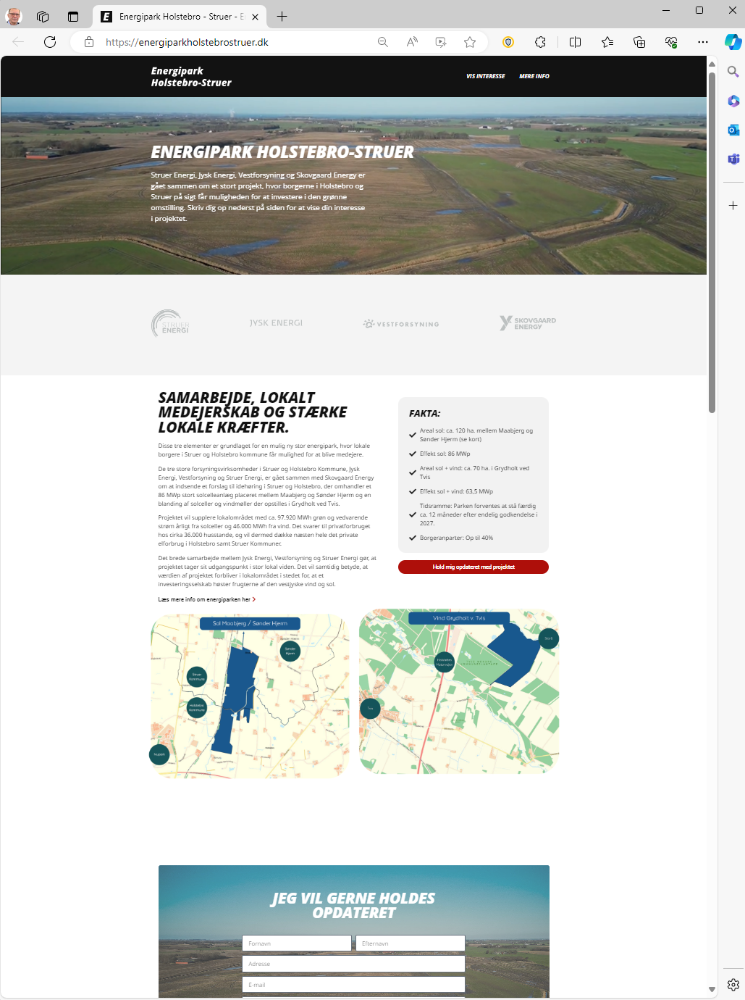 Energipark Holstebro - Struer - E
https://energiparkholstebrostruer.dk
Energipark
Holstebro-Struer
VIS INTERESSE
MERE INFO
ENERGIPARK HOLSTEBRO-STRUER
Struer Energi, Jysk Energi, Vestforsyning og Skovgaard Energy er
gået sammen om et stort projekt, hvor borgerne i Holstebro og
Struer på sigt får muligheden for at investere i den grønne
omstilling. Skriv dig op nederst på siden for at vise din interesse
i projektet.
STRUER
ENERGI
JYSK ENERGI
VESTFORSYNING
SKOVGAARD
ENERGY
SAMARBEJDE, LOKALT
MEDEJERSKAB OG STÆRKE
LOKALE KRÆFTER.
Disse tre elementer er grundlaget for en mulig ny stor energipark, hvor lokale
borgere i Struer og Holstebro kommune får mulighed for at blive medejere.
De tre store forsyningsvirksomheder i Struer og Holstebro Kommune, Jysk
Energi, Vestforsyning og Struer Energi, er gået sammen med Skovgaard Energy
om at indsende et forslag til idehøring i Struer og Holstebro, der omhandler et
86 MWp stort solcelleanlæg placeret mellem Maabjerg og Sønder Hjerm og en
blanding af solceller og vindmøller der opstilles i Grydholt ved Tvis.
Projektet vil supplere lokalområdet med ca. 97.920 MWh grøn og vedvarende
strøm årligt fra solceller og 46.000 MWh fra vind. Det svarer til privatforbruget
hos cirka 36.000 husstande, og vil dermed dække næsten hele det private
elforbrug i Holstebro samt Struer Kommuner.
Det brede samarbejde mellem Jysk Energi, Vestforsyning og Struer Energi gør, at
projektet tager sit udgangspunkt i stor lokal viden. Det vil samtidig betyde, at
værdien af projektet forbliver i lokalområdet i stedet for, at et
investeringsselskab høster frugterne af den vestjyske vind og sol.
Læs mere info om energiparken her
FAKTA:
Areal sol: ca. 120 ha. mellem Maabjerg og
Sønder Hjerm (se kort)
Effekt sol: 86 MWp
Areal sol + vind: ca. 70 ha. i Grydholt ved
Tvis
Effekt sol + vind: 63,5 MWp
Tidsramme: Parken forventes at stå færdig
ca. 12 måneder efter endelig godkendelse i
2027.
Borgeranparter: Op til 40%
Hold mig opdateret med projektet
Sol Maabjerg / Sønder Hjerm
Sønder
Hjerm
Struer
Kommune
Holstebro
Kommune
Nupark
Vind Grydholt v. Tvis
Holstebro
Motorvejen
Tvis
JEG VIL GERNE HOLDES
OPDATERET
Fornavn
Efternavn
Adresse
E-mail